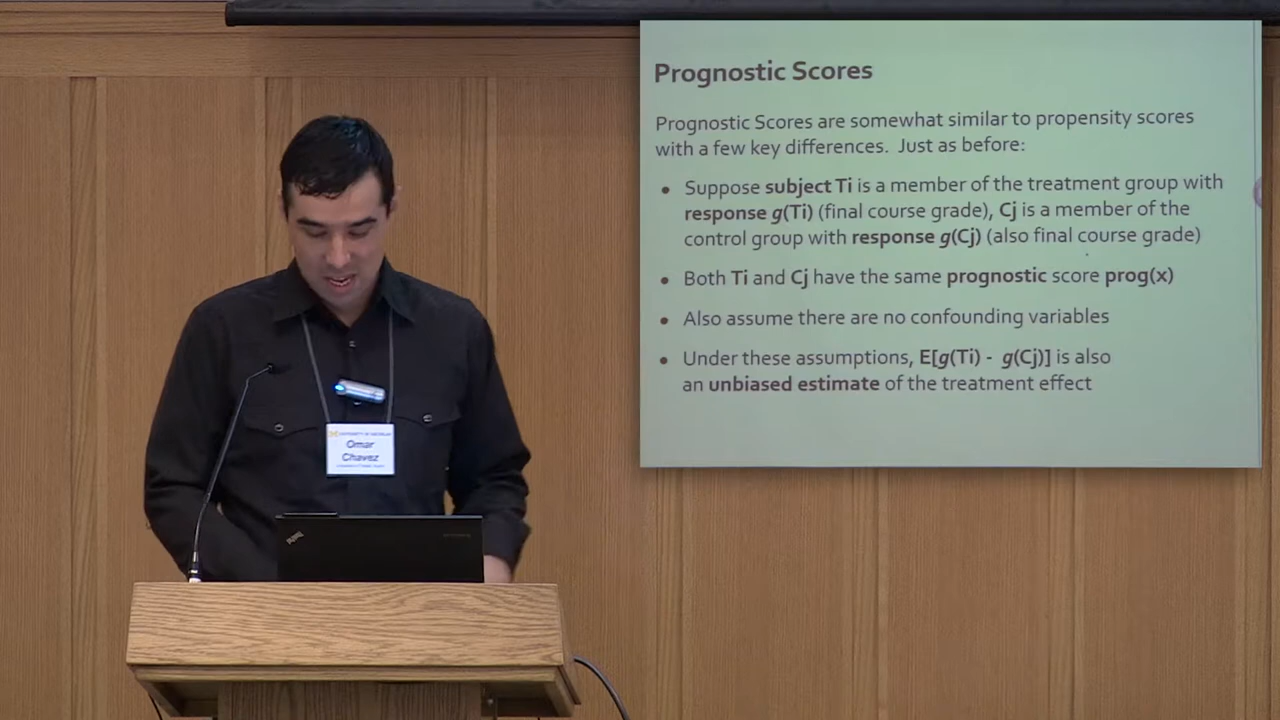 Prognostic Scores
Prognostic Scores are somewhat similar to propensity scores
with a few key differences. Just as before:
• Suppose subject Ti is a member of the treatment group with
response g(Ti) (final course grade), Cj is a member of the
control group with response g(Cj) (also final course grade)
• Both Ti and Cj have the same prognostic score prog(x)
• Also assume there are no confounding variables
• Under these assumptions, E[g(Ti) - g(Cj)] is also
an unbiased estimate of the treatment effect
UNIVERSITY OF MICHIGAN
Omar
Chavez